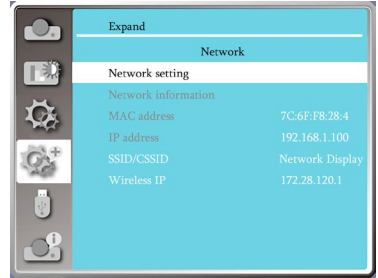 Expand
Network
Network setting
Network information
MAC address 7C:6F:F8:28:4
IP address 192.168.1.100
SSID/CSSID Network Display
Wireless IP 172.28.120.1